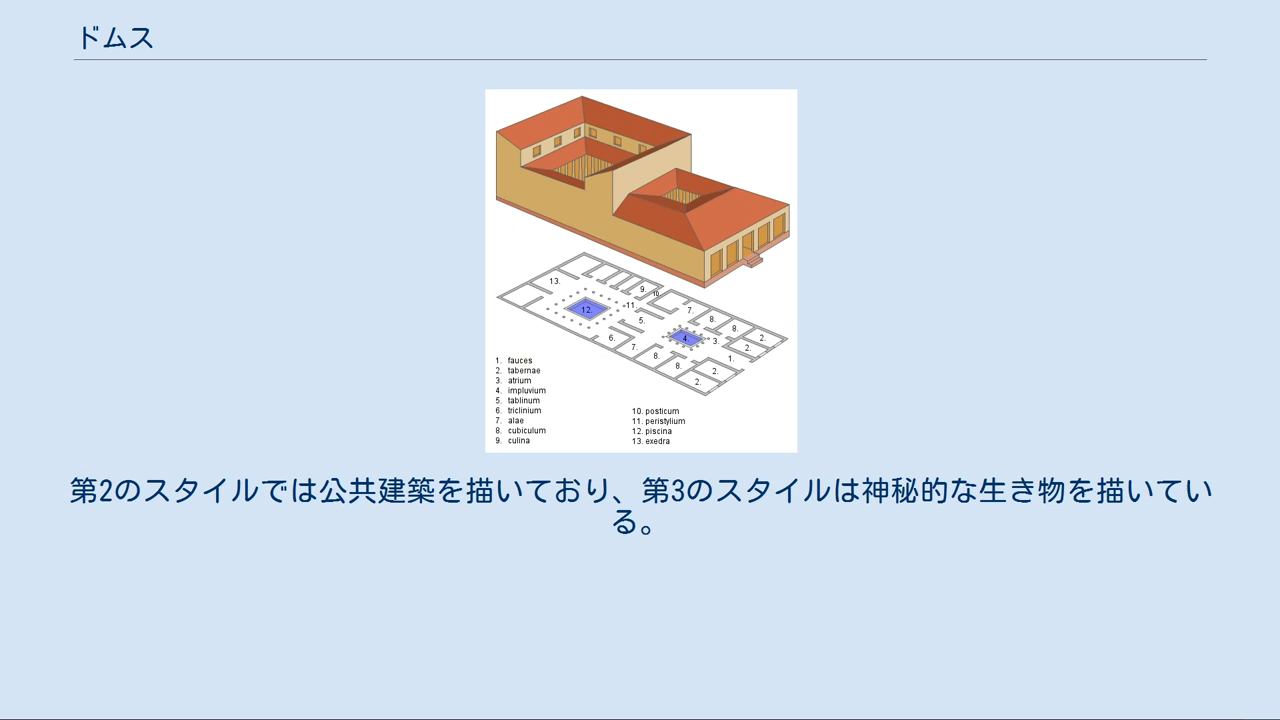 ドムス
13.
9.
10.
12.
11.
7.
5.
8.
8.
2.
4.
3.
2.
6.
7.
1.
8.
8.
2.
2.
1. fauces
2. tabernae
3. atrium
4. impluvium
5. tablinum
6. triclinium
7. alae
8. cubiculum
9. culina
10. posticum
11. peristylium
12. piscina
13. exedra
第2のスタイルでは公共建築を描いており、第3のスタイルは神秘的な生き物を描いてい
る。